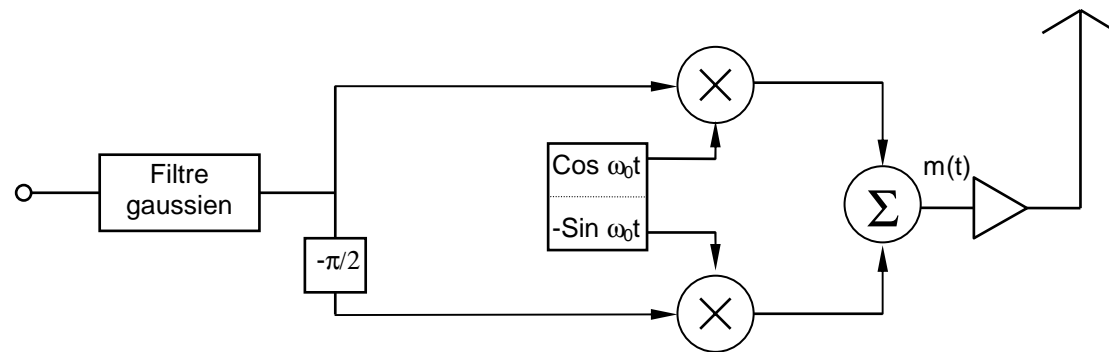 Filtre
gaussien
-π/2
Cos ω₀t
-Sin ω₀t
Σ
m(t)